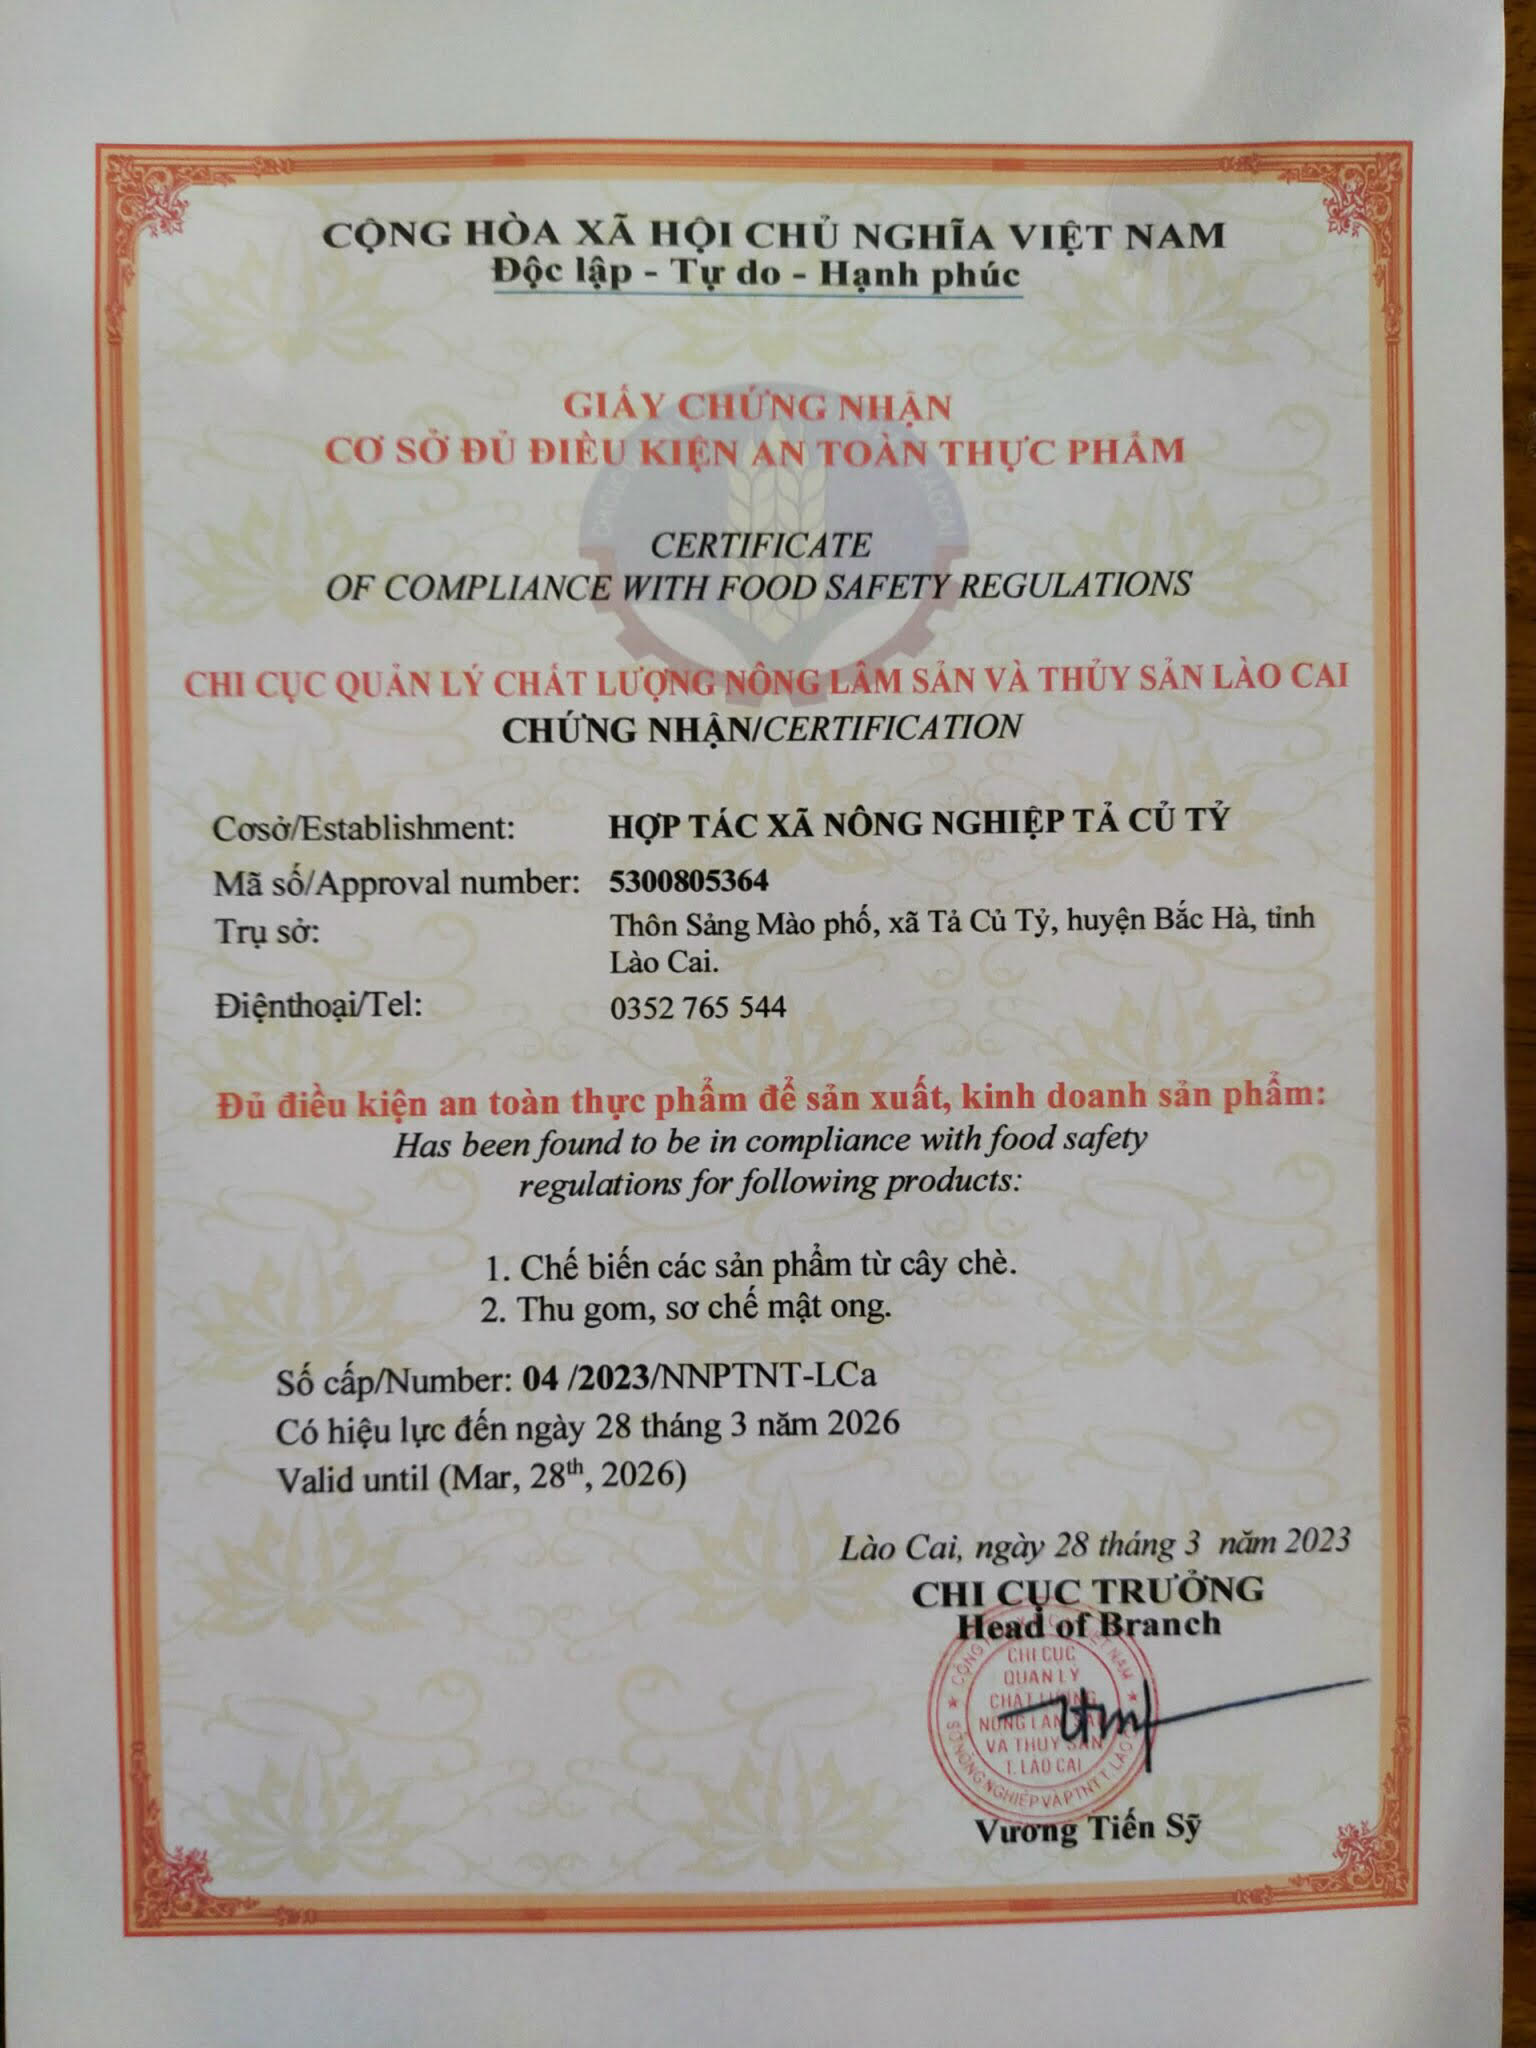 CỘNG HÒA XÃ HỘI CHỦ NGHĨA VIỆT NAM
Độc lập - Tự do - Hạnh phúc
GIẤY CHỨNG NHẬN
CƠ SỞ ĐỦ ĐIỀU KIỆN AN TOÀN THỰC PHẨM
CERTIFICATE
OF COMPLIANCE WITH FOOD SAFETY REGULATIONS
CHI CỤC QUẢN LÝ CHẤT LƯỢNG NÔNG LÂM SẢN VÀ THỦY SẢN LÀO CAI
CHỨNG NHẬN/CERTIFICATION
Cơsở/Establishment: HỢP TÁC XÃ NÔNG NGHIỆP TẢ CỦ TỶ
Mã số/Approval number: 5300805364
Trụ sở: Thôn Sảng Mào phố, xã Tả Củ Tỷ, huyện Bắc Hà, tỉnh
Lào Cai.
Điệnthoại/Tel: 0352 765 544
Đủ điều kiện an toàn thực phẩm để sản xuất, kinh doanh sản phẩm:
Has been found to be in compliance with food safety
regulations for following products:
1. Chế biến các sản phẩm từ cây chè.
2. Thu gom, sơ chế mật ong.
Số cấp/Number: 04 /2023/NNPTNT-LCa
Có hiệu lực đến ngày 28 tháng 3 năm 2026
Valid until (Mar, 28th, 2026)
Lào Cai, ngày 28 tháng 3 năm 2023
CHI CỤC TRƯỞNG
Head of Branch
CHI CỤC
QUẢN LÝ
CHẤT LƯỢNG
NÔNG LÂM SẢN
VÀ THỦY SẢN
T. LÀO CAI
SỞ NÔNG NGHIỆP VÀ PTNT T. LÀO
Vương Tiến Sỹ